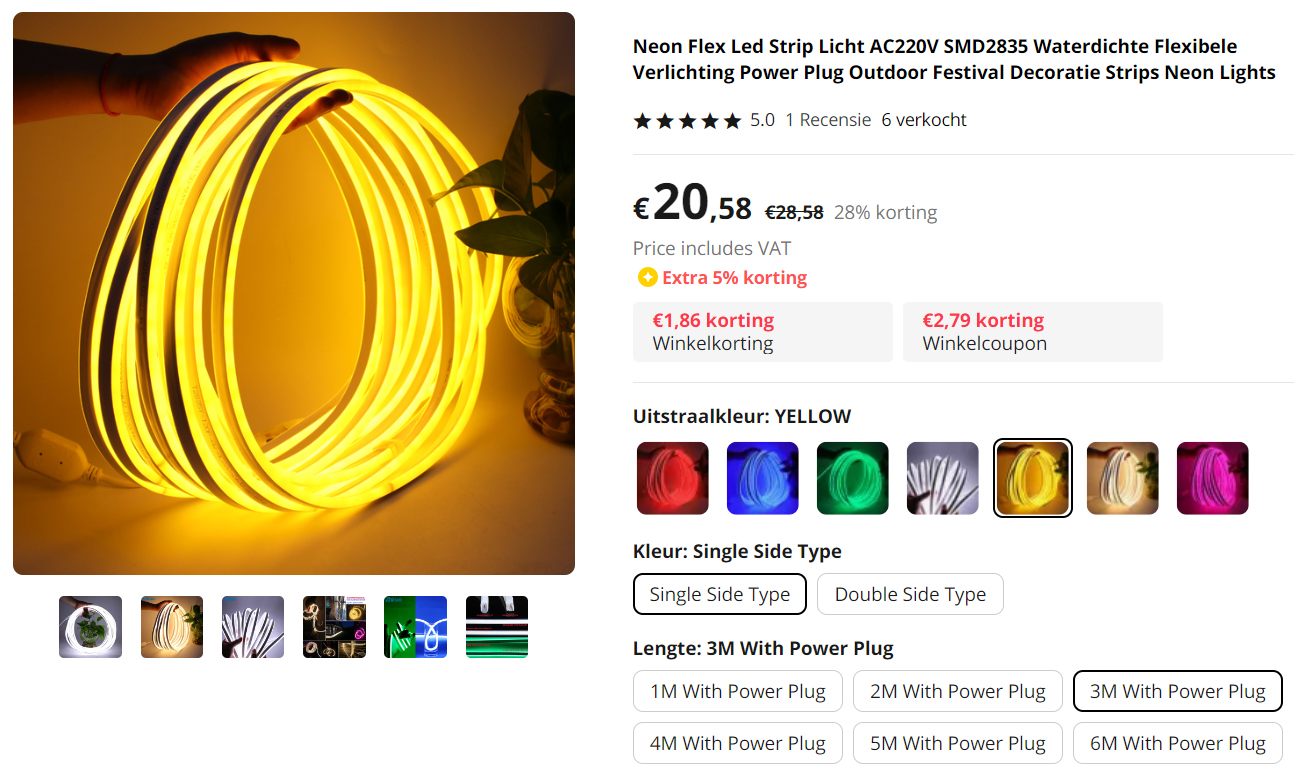 Neon Flex Led Strip Licht AC220V SMD2835 Waterdichte Flexibele
Verlichting Power Plug Outdoor Festival Decoratie Strips Neon Lights
5.0 1 Recensie 6 verkocht
€20,58 €28,58 28% korting
Price includes VAT
Extra 5% korting
€1,86 korting
Winkelkorting
€2,79 korting
Winkelcoupon
Uitstraalkleur: YELLOW
Kleur: Single Side Type
Single Side Type
Double Side Type
Lengte: 3M With Power Plug
1M With Power Plug
2M With Power Plug
3M With Power Plug
4M With Power Plug
5M With Power Plug
6M With Power Plug